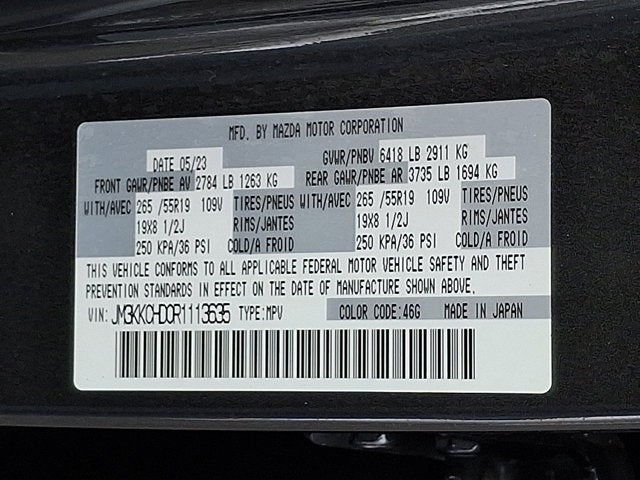 MFD. BY MAZDA MOTOR CORPORATION
DATE 05/23 GVWR/PNBV 6418 LB 2911 KG
FRONT GAWR/PNBE AV 2784 LB 1263 KG REAR GAWR/PNBE AR 3735 LB 1694 KG
WITH/AVEC 265 /55R19 109V TIRES/PNEUS WITH/AVEC 265 /55R19 109V TIRES/PNEUS
19X8 1/2J RIMS/JANTES 19X8 1/2J RIMS/JANTES
250 KPA/36 PSI COLD/A FROID 250 KPA/36 PSI COLD/A FROID
THIS VEHICLE CONFORMS TO ALL APPLICABLE FEDERAL MOTOR VEHICLE SAFETY AND THEFT
PREVENTION STANDARDS IN EFFECT ON THE DATE OF MANUFACTURE SHOWN ABOVE.
VIN: JM3KKCHD0R1113635 TYPE:MPV COLOR CODE:46G MADE IN JAPAN